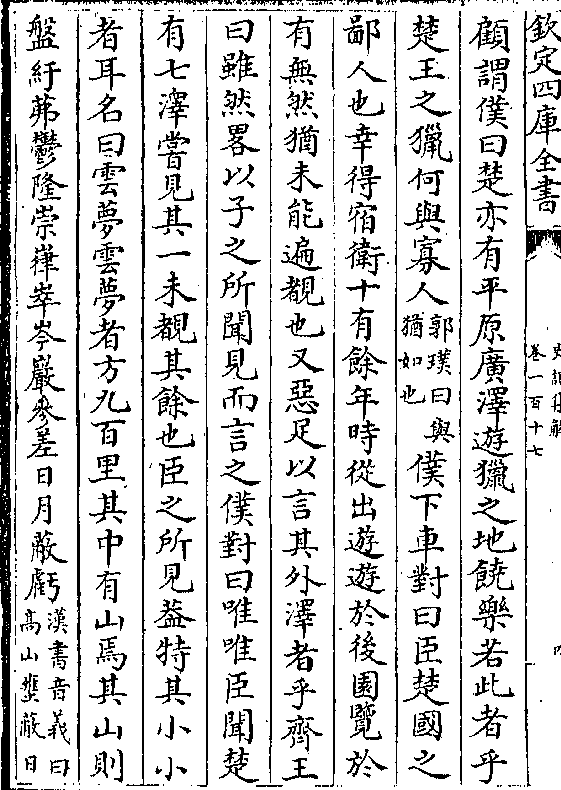 欽定四庫全書
史記集解
卷一百十七
四
顧謂僕曰楚亦有平原廣澤遊獵之地饒樂若此者乎
楚王之獵何與寡人郭璞曰與猶如也僕下車對曰臣楚國之
鄙人也幸得宿衛十有餘年時從出遊遊於後園覽於
有無然猶未能遍覩也又惡足以言其外澤者乎齊王
曰雖然畧以子之所聞見而言之僕對曰唯唯臣聞楚
有七澤嘗見其一未覩其餘也臣之所見葢特其小小
者耳名曰雲夢雲夢者方九百里其中有山焉其山則
盤紆茀鬱隆崇嵂崒岑巖參差日月蔽虧漢書音義曰高山壅蔽日